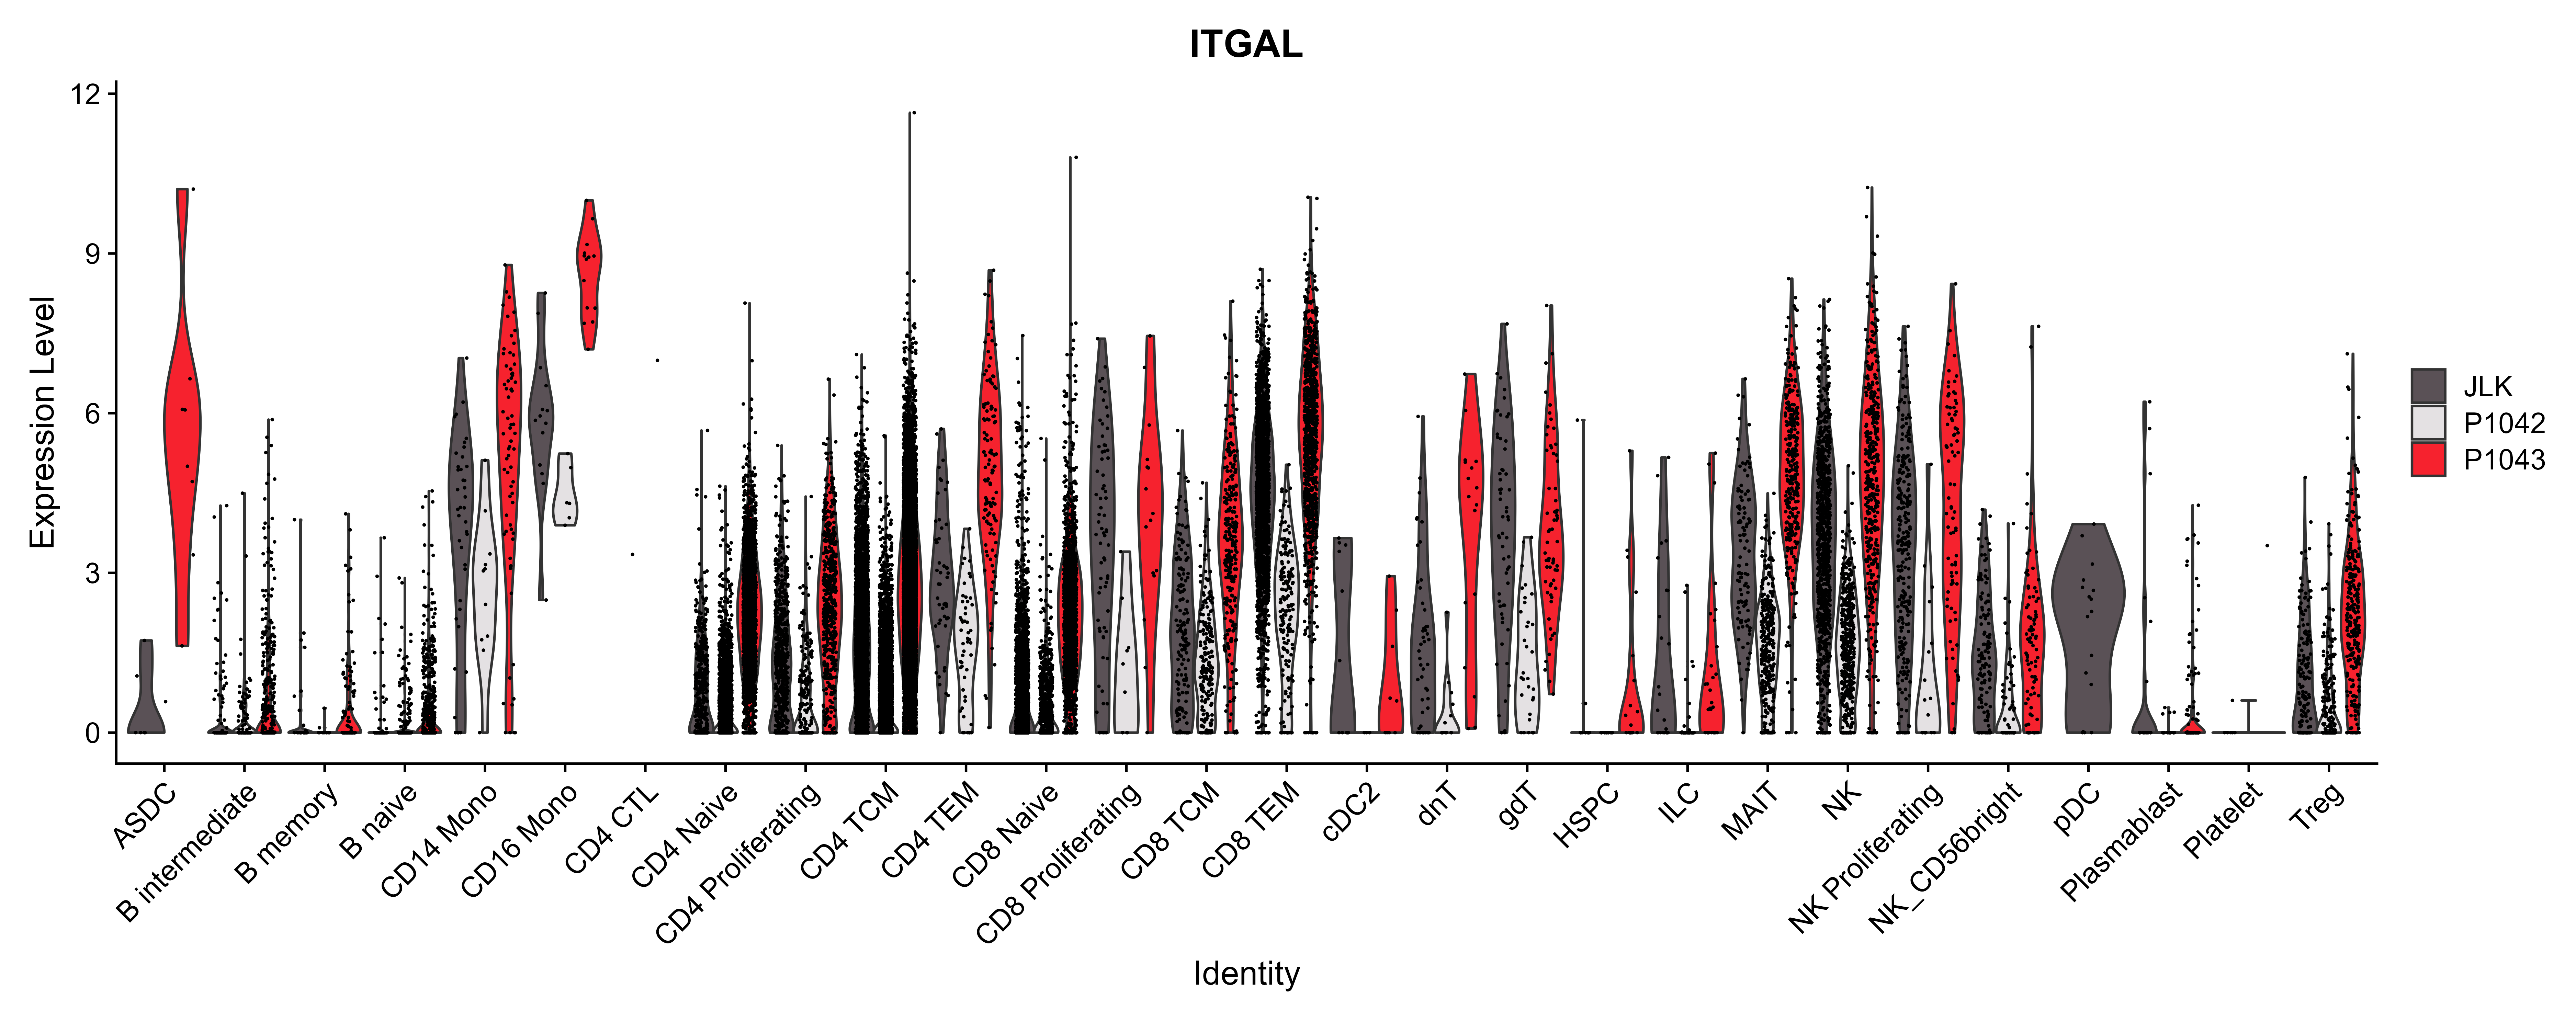 ITGAL
Expression Level
12
9
6
3
0
ASDC
B intermediate
B memory
B naive
CD14 Mono
CD16 Mono
CD4 CTL
CD4 Naive
CD4 Proliferating
CD4 TCM
CD4 TEM
CD8 Naive
CD8 Proliferating
CD8 TCM
CD8 TEM
cDC2
dnT
gdT
HSPC
ILC
MAIT
NK
NK Proliferating
NK_CD56bright
pDC
Plasmablast
Platelet
Treg
Identity
JLK
P1042
P1043